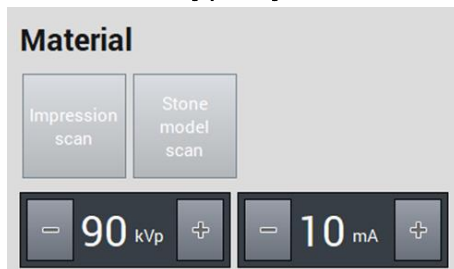 Material
Impression
scan
Stone
model
scan
− 90 kVp +
− 10 mA +